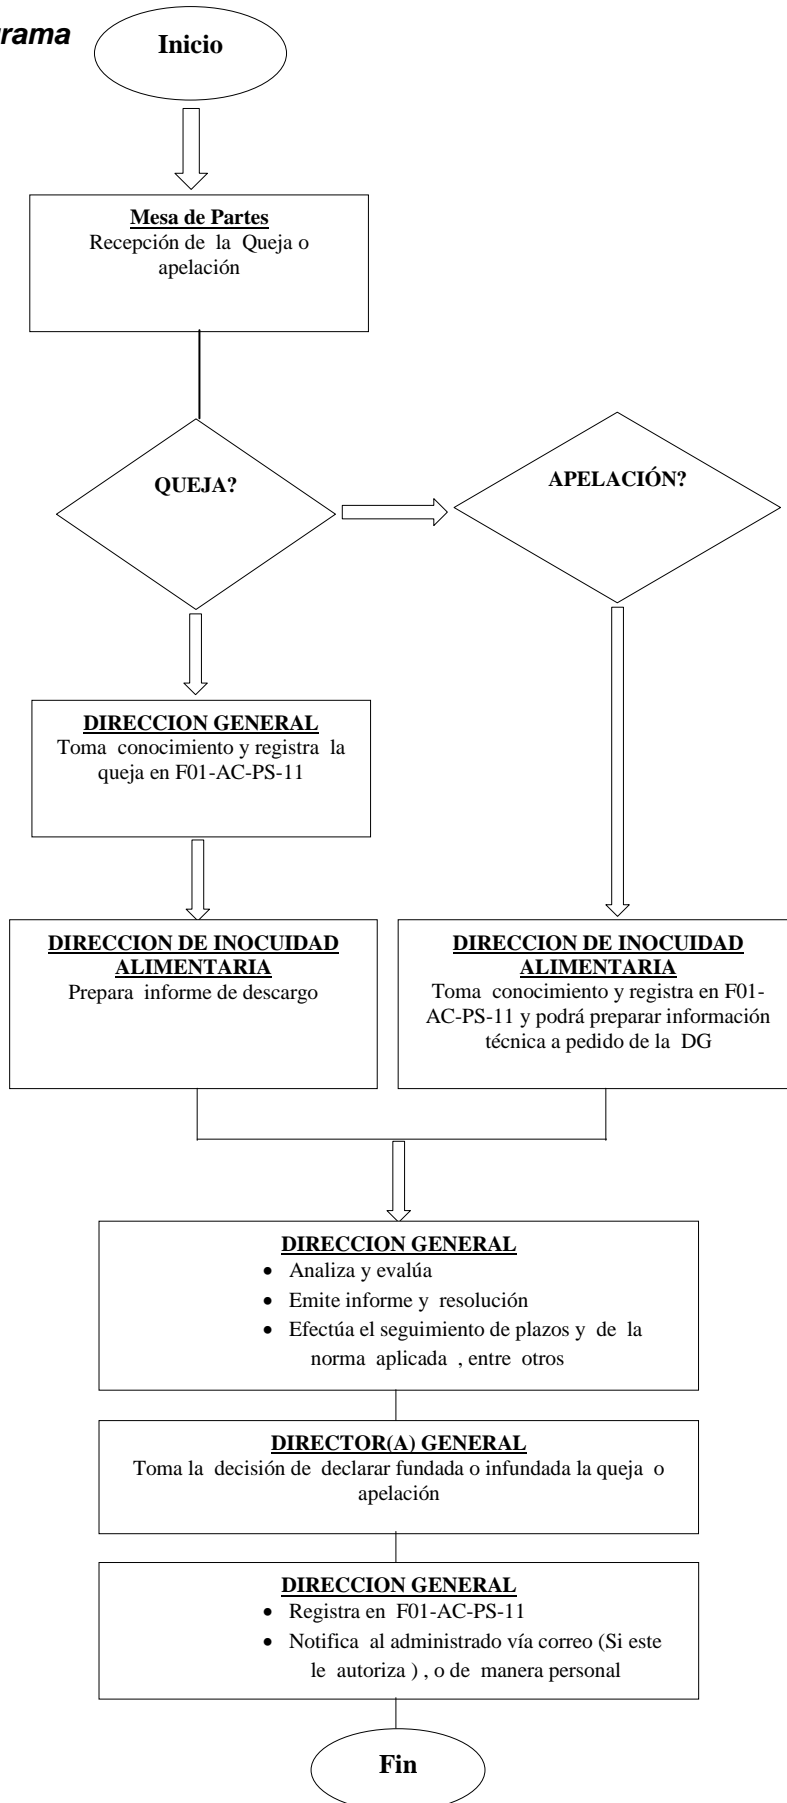 rama
Inicio
Mesa de Partes
Recepción de la Queja o
apelación
QUEJA?
APELACIÓN?
DIRECCION GENERAL
Toma conocimiento y registra la
queja en F01-AC-PS-11
DIRECCION DE INOCUIDAD
ALIMENTARIA
Prepara informe de descargo
DIRECCION DE INOCUIDAD
ALIMENTARIA
Toma conocimiento y registra en F01-
AC-PS-11 y podrá preparar información
técnica a pedido de la DG
DIRECCION GENERAL
• Analiza y evalúa
• Emite informe y resolución
• Efectúa el seguimiento de plazos y de la
norma aplicada , entre otros
DIRECTOR(A) GENERAL
Toma la decisión de declarar fundada o infundada la queja o
apelación
DIRECCION GENERAL
• Registra en F01-AC-PS-11
• Notifica al administrado vía correo (Si este
le autoriza ) , o de manera personal
Fin